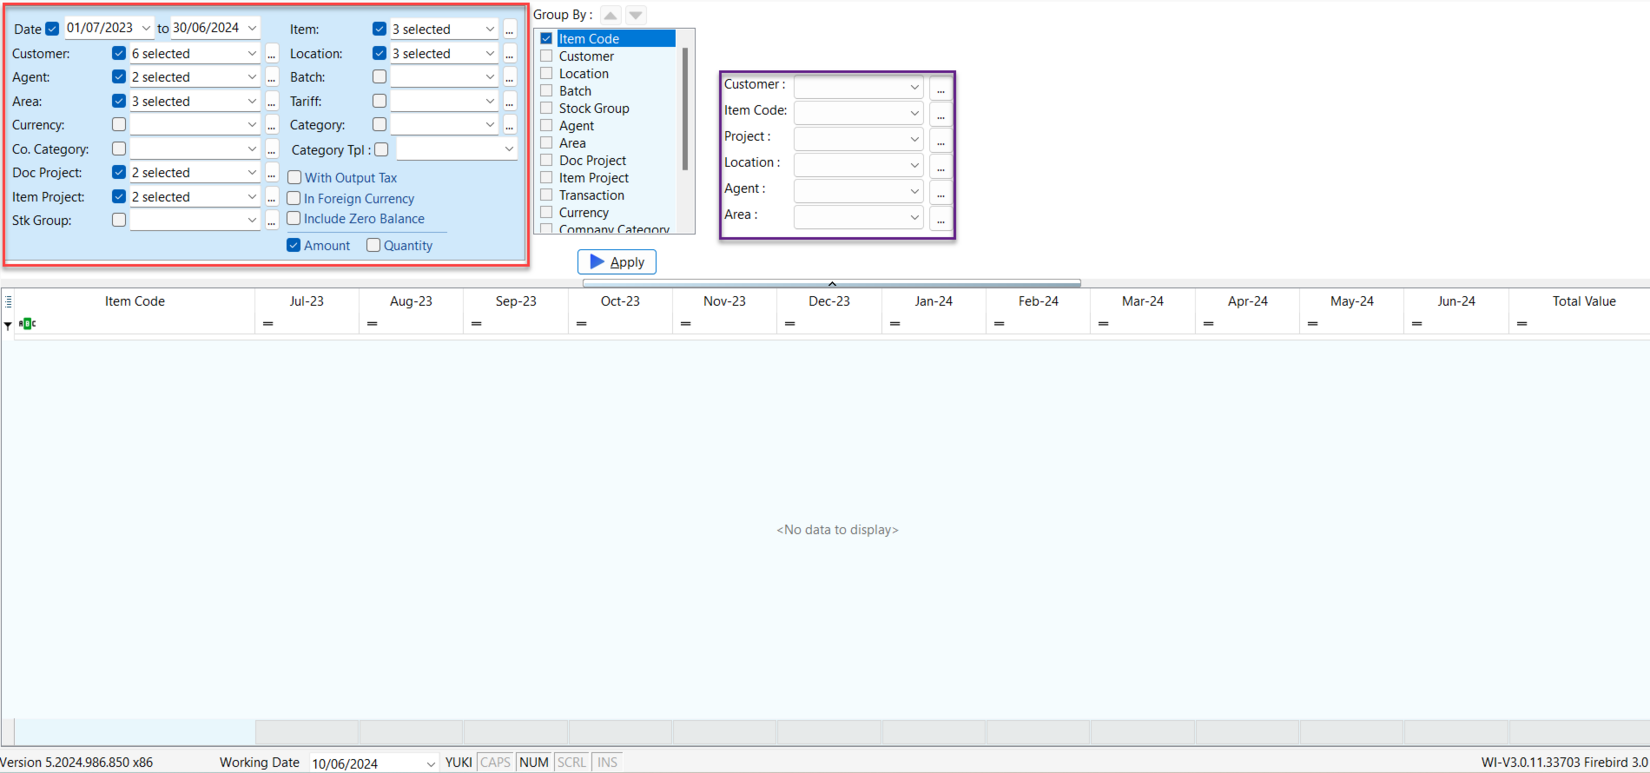 Date 01/07/2023 to 30/06/2024
Customer: 6 selected ...
Agent: 2 selected ...
Area: 3 selected ...
Currency: ...
Co. Category: ...
Doc Project: 2 selected ...
Item Project: 2 selected ...
Stk Group: ...
Item: 3 selected ...
Location: 3 selected ...
Batch: ...
Tariff: ...
Category: ...
Category Tpl :
With Output Tax
In Foreign Currency
Include Zero Balance
Amount Quantity
Group By :
Item Code
Customer
Location
Batch
Stock Group
Agent
Area
Doc Project
Item Project
Transaction
Currency
Company Category
Apply
Customer : ...
Item Code: ...
Project : ...
Location : ...
Agent : ...
Area : ...
Item Code Jul-23 Aug-23 Sep-23 Oct-23 Nov-23 Dec-23 Jan-24 Feb-24 Mar-24 Apr-24 May-24 Jun-24 Total Value
ABC = = = = = = = = = = = = =
<No data to display>
Version 5.2024.986.850 x86 Working Date 10/06/2024 YUKI CAPS NUM SCRL INS WI-V3.0.11.33703 Firebird 3.0